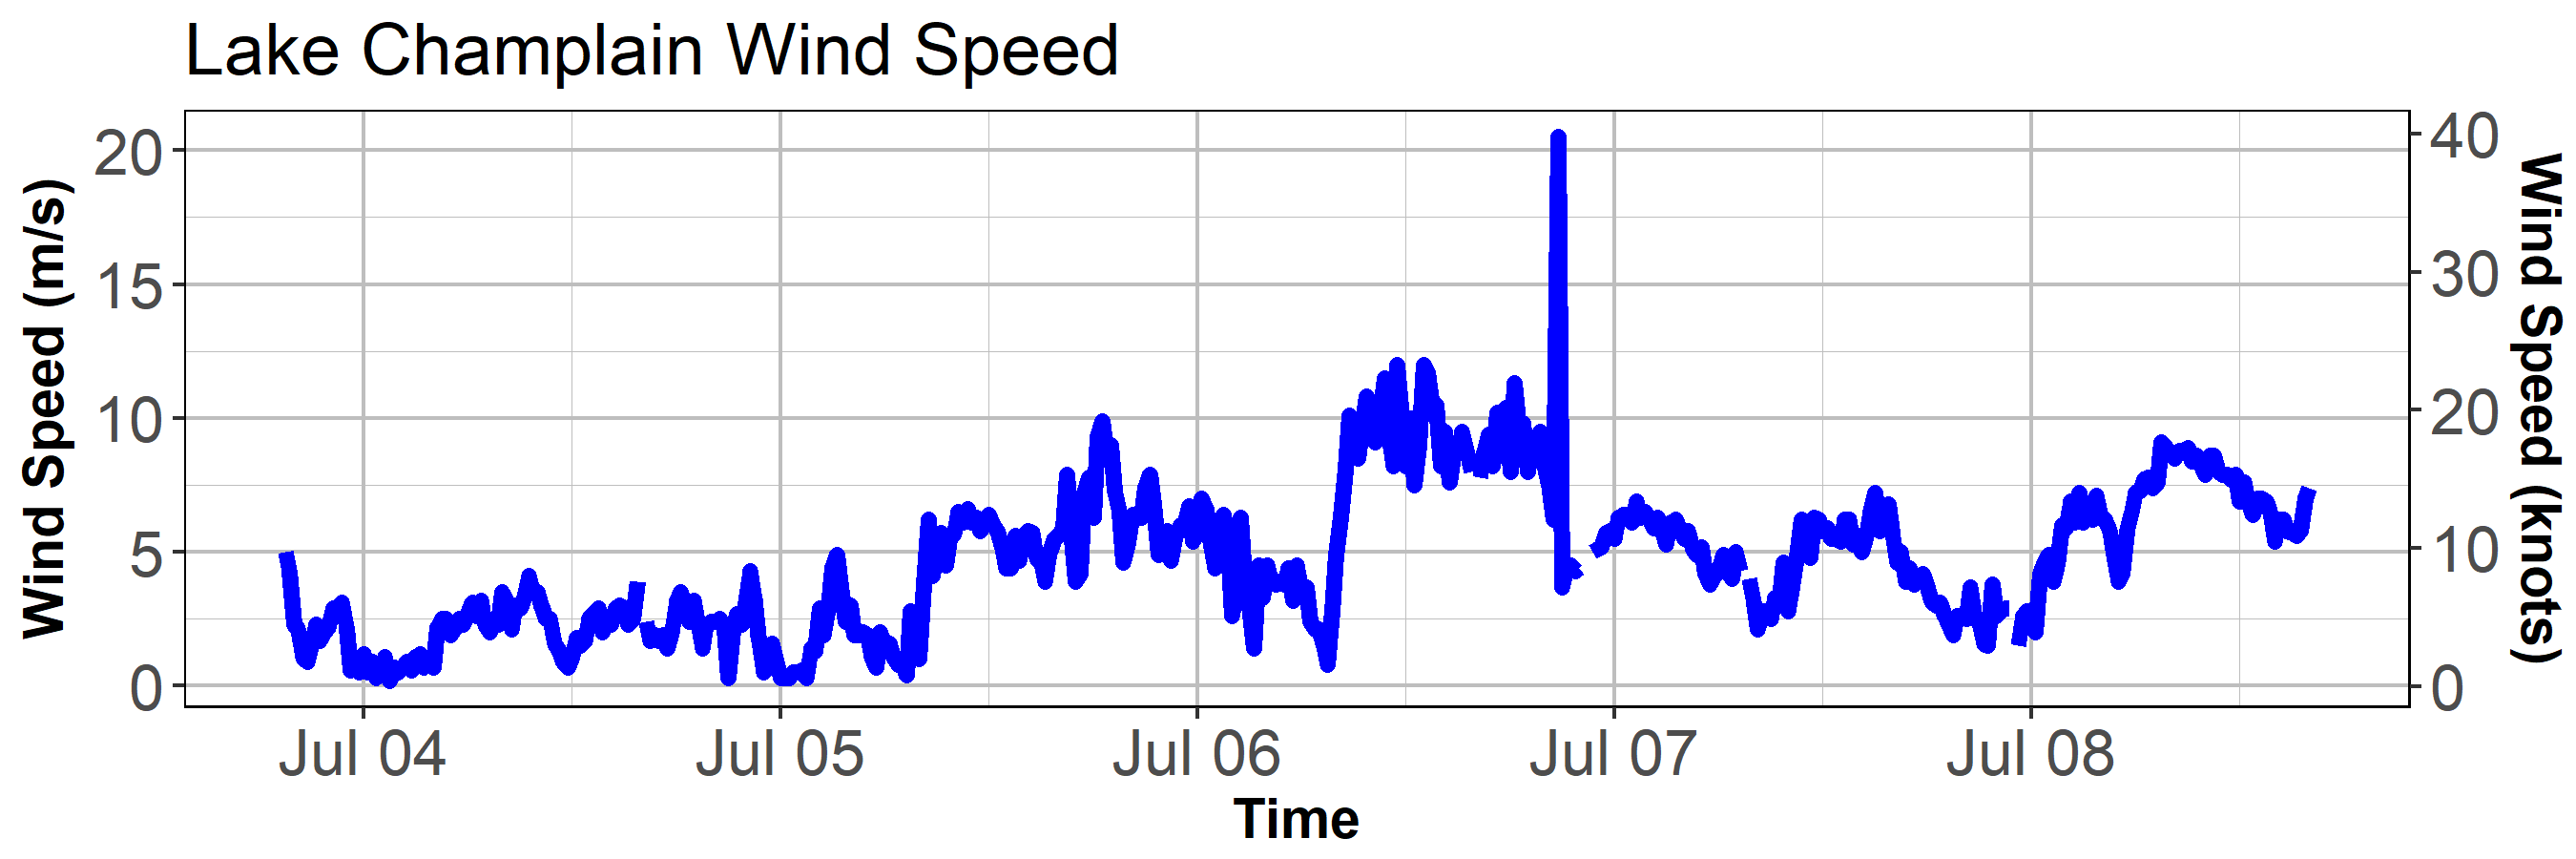 Lake Champlain Wind Speed
Wind Speed (m/s)
20
15
10
5
0
40
30
20
10
0
Wind Speed (knots)
Jul 04 Jul 05 Jul 06 Jul 07 Jul 08
Time